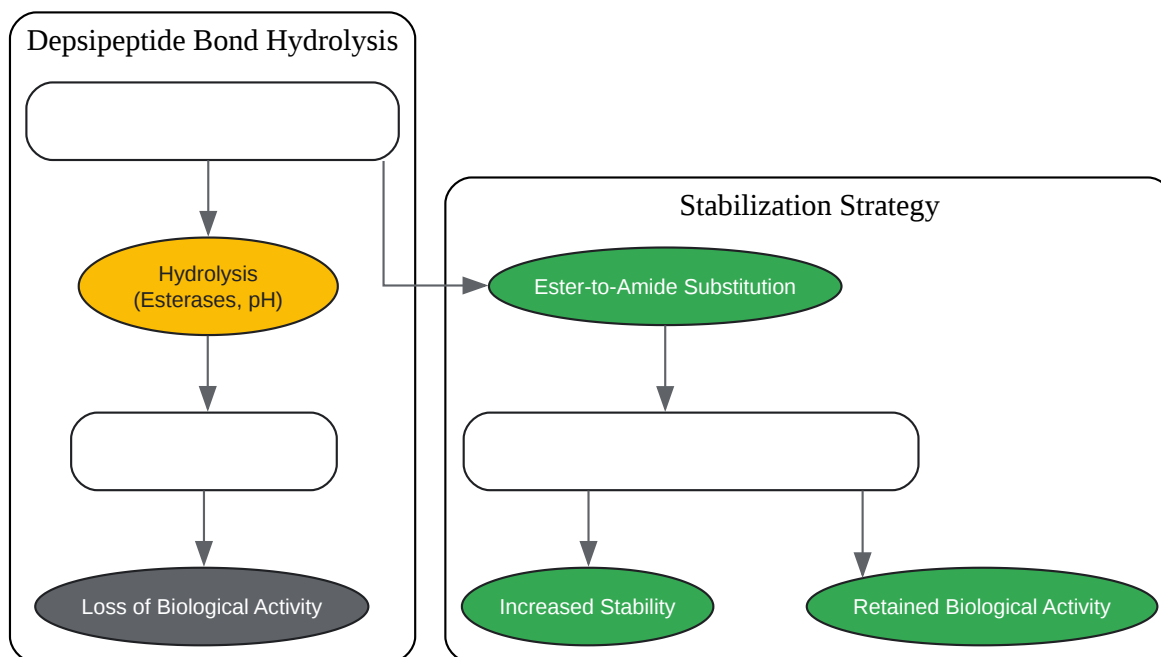 Depsipeptide Bond Hydrolysis
Hydrolysis
(Esterases, pH)
Loss of Biological Activity
Stabilization Strategy
Ester-to-Amide Substitution
Increased Stability
Retained Biological Activity